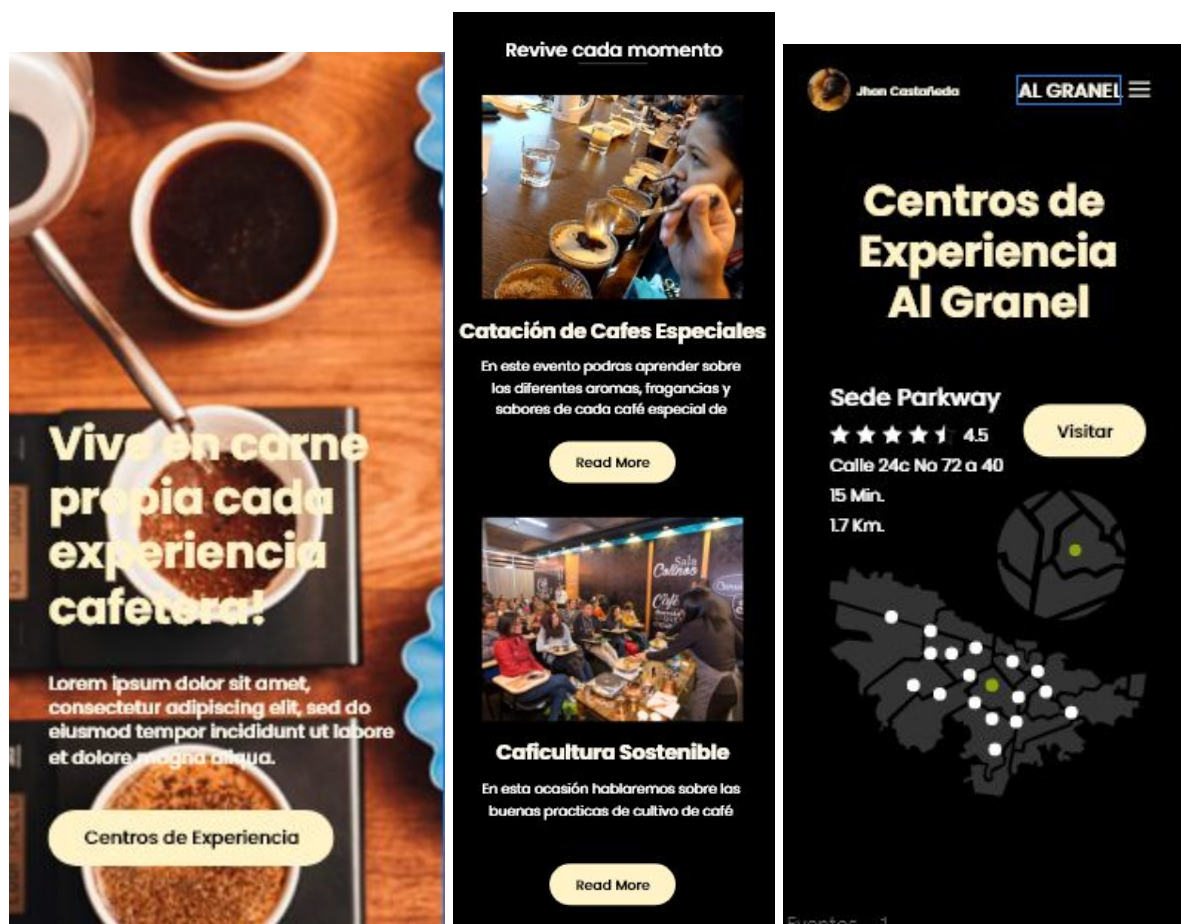 Vive en carne
propia cada
experiencia
cafetera!
Lorem ipsum dolor sit amet,
consectetur adipiscing elit, sed do
eiusmod tempor incididunt ut labore
et dolore magna aliqua.
Centros de Experiencia
Revive cada momento
Catación de Cafes Especiales
En este evento podras aprender sobre
los diferentes aromas, fragancias y
sabores de cada café especial de
Read More
Sala
Café
Caficultura Sostenible
En esta ocasión hablaremos sobre las
buenas practicas de cultivo de café
Read More
Jhon Castañeda
AL GRANEL
Centros de
Experiencia
Al Granel
Sede Parkway
4.5
Visitar
Calle 24c No 72 a 40
15 Min.
1.7 Km.